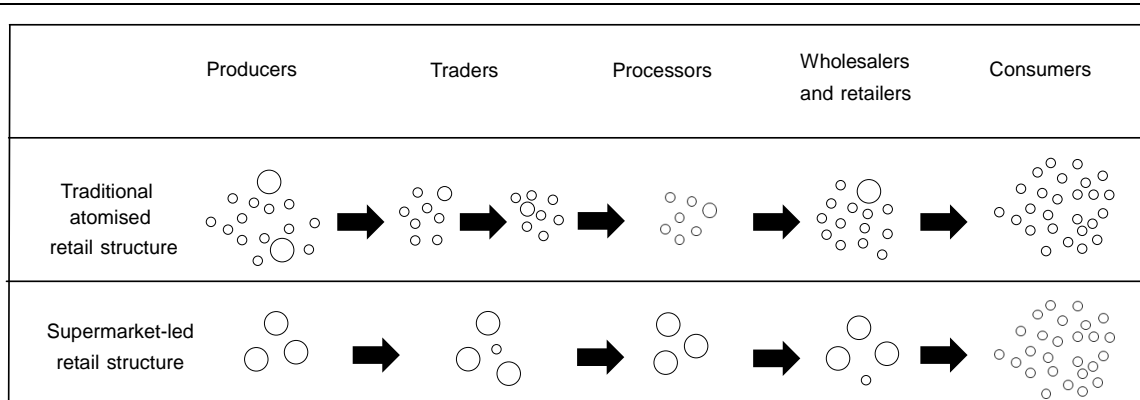 Producers
Traders
Processors
Wholesalers
and retailers
Consumers
Traditional
atomised
retail structure
Supermarket-led
retail structure